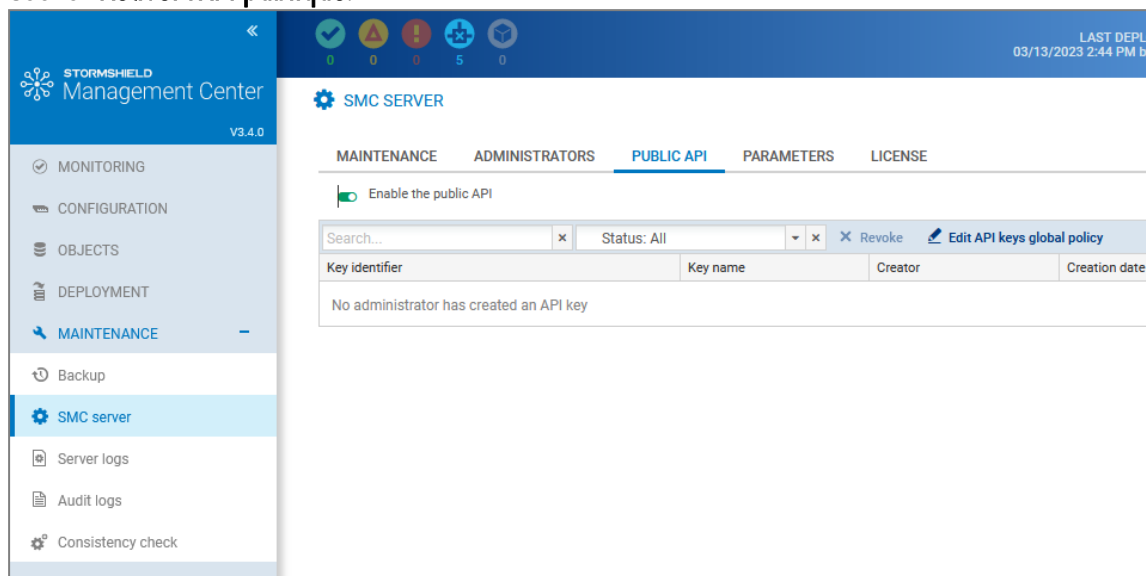 «
STORMSHIELD
Management Center
V3.4.0
0 0 0 5 0
LAST DEPL
03/13/2023 2:44 PM b
SMC SERVER
MAINTENANCE ADMINISTRATORS PUBLIC API PARAMETERS LICENSE
Enable the public API
Search... Status: All Revoke Edit API keys global policy
Key identifier Key name Creator Creation date
No administrator has created an API key
MONITORING
CONFIGURATION
OBJECTS
DEPLOYMENT
MAINTENANCE
Backup
SMC server
Server logs
Audit logs
Consistency check